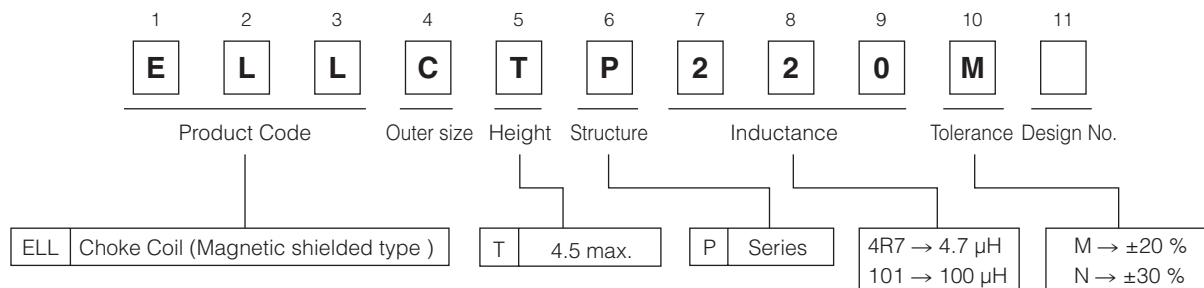 1 2 3 4 5 6 7 8 9 10 11
E L L C T P 2 2 0 M
Product Code Outer size Height Structure Inductance Tolerance Design No.
ELL Choke Coil (Magnetic shielded type ) T 4.5 max. P Series 4R7 → 4.7 μH M → ±20 %
101 → 100 μH N → ±30 %